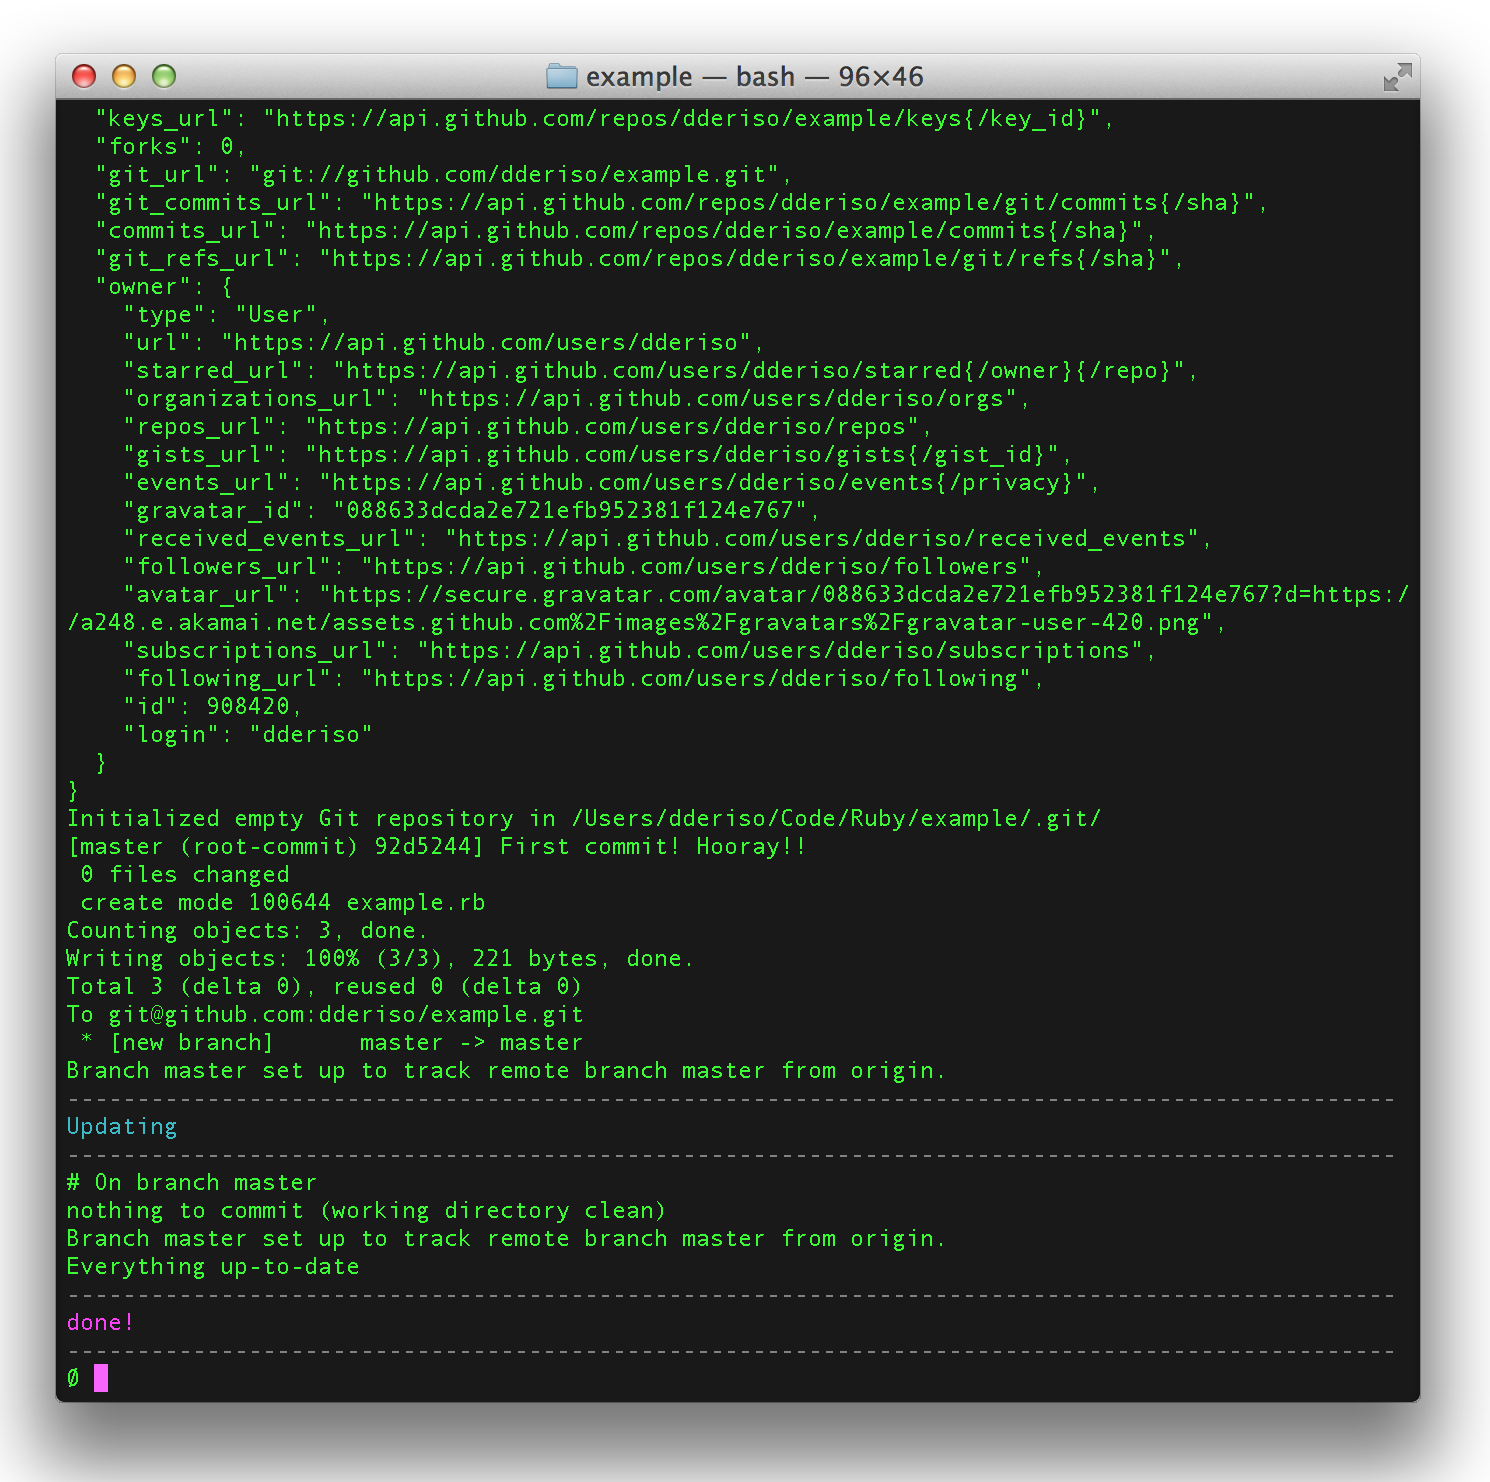 example — bash — 96×46
"keys_url": "https://api.github.com/repos/dderiso/example/keys{/key_id}",
"forks": 0,
"git_url": "git://github.com/dderiso/example.git",
"git_commits_url": "https://api.github.com/repos/dderiso/example/git/commits{/sha}",
"commits_url": "https://api.github.com/repos/dderiso/example/commits{/sha}",
"git_refs_url": "https://api.github.com/repos/dderiso/example/git/refs{/sha}",
"owner": {
"type": "User",
"url": "https://api.github.com/users/dderiso",
"starred_url": "https://api.github.com/users/dderiso/starred{/owner}{/repo}",
"organizations_url": "https://api.github.com/users/dderiso/orgs",
"repos_url": "https://api.github.com/users/dderiso/repos",
"gists_url": "https://api.github.com/users/dderiso/gists{/gist_id}",
"events_url": "https://api.github.com/users/dderiso/events{/privacy}",
"gravatar_id": "088633dcda2e721efb952381f124e767",
"received_events_url": "https://api.github.com/users/dderiso/received_events",
"followers_url": "https://api.github.com/users/dderiso/followers",
"avatar_url": "https://secure.gravatar.com/avatar/088633dcda2e721efb952381f124e767?d=https:/
/a248.e.akamai.net/assets.github.com%2Fimages%2Fgravatars%2Fgravatar-user-420.png",
"subscriptions_url": "https://api.github.com/users/dderiso/subscriptions",
"following_url": "https://api.github.com/users/dderiso/following",
"id": 908420,
"login": "dderiso"
}
}
Initialized empty Git repository in /Users/dderiso/Code/Ruby/example/.git/
[master (root-commit) 92d5244] First commit! Hooray!!
0 files changed
create mode 100644 example.rb
Counting objects: 3, done.
Writing objects: 100% (3/3), 221 bytes, done.
Total 3 (delta 0), reused 0 (delta 0)
To git@github.com:dderiso/example.git
* [new branch]      master -> master
Branch master set up to track remote branch master from origin.
-----------------------------------------------------------------------------------------------
Updating
-----------------------------------------------------------------------------------------------
# On branch master
nothing to commit (working directory clean)
Branch master set up to track remote branch master from origin.
Everything up-to-date
-----------------------------------------------------------------------------------------------
done!
-----------------------------------------------------------------------------------------------
Ø